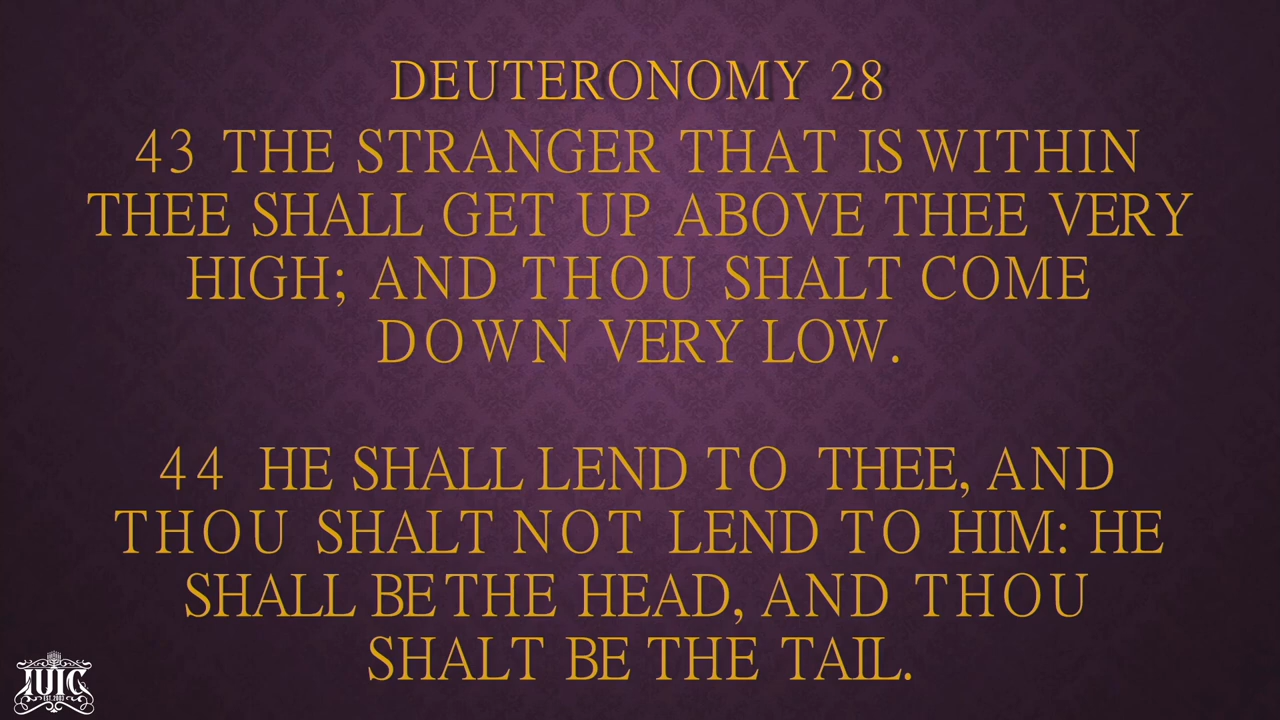 DEUTERONOMY 28
43 THE STRANGER THAT IS WITHIN
THEE SHALL GET UP ABOVE THEE VERY
HIGH; AND THOU SHALT COME
DOWN VERY LOW.
44 HE SHALL LEND TO THEE, AND
THOU SHALT NOT LEND TO HIM: HE
SHALL BE THE HEAD, AND THOU
SHALT BE THE TAIL.
IUIC
EST. 2003